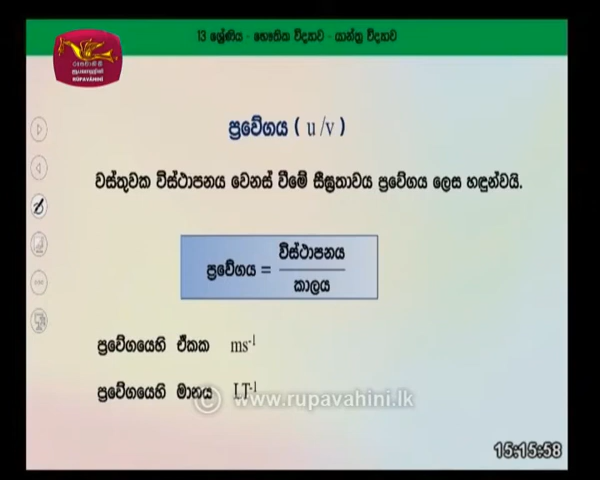 13 ශ්‍රේණිය - භෞතික විද්‍යාව - යාන්ත්‍ර විද්‍යාව
රූපවාහිනී
RUPAVAHINI
ප්‍රවේගය ( u /v )
වස්තුවක විස්ථාපනය වෙනස් වීමේ සීඝ්‍රතාවය ප්‍රවේගය ලෙස හඳුන්වයි.
ප්‍රවේගය = විස්ථාපනය
කාලය
ප්‍රවේගයෙහි ඒකක ms⁻¹
ප්‍රවේගයෙහි මානය LT⁻¹
© www.rupavahini.lk
15:15:58